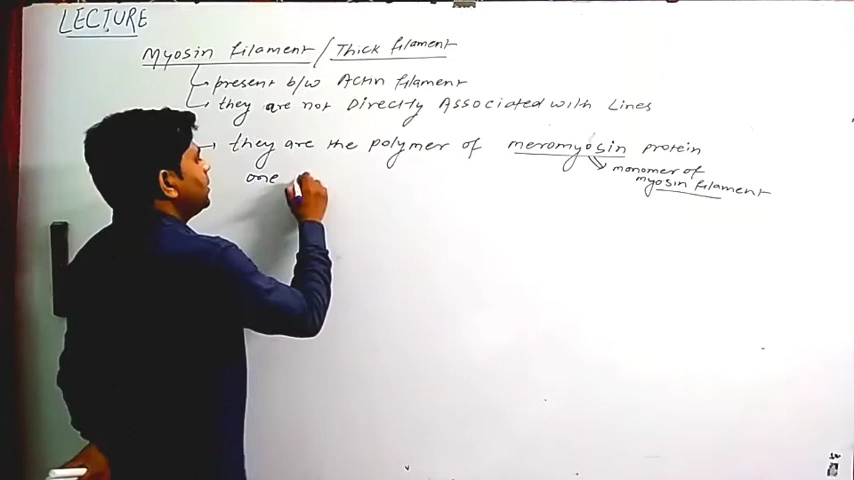 LECTURE
Myosin filament / Thick filament
present b/w Actin filament
they are not Directly Associated with Lines
they are the polymer of meromyosin protein
monomer of
myosin filament
one